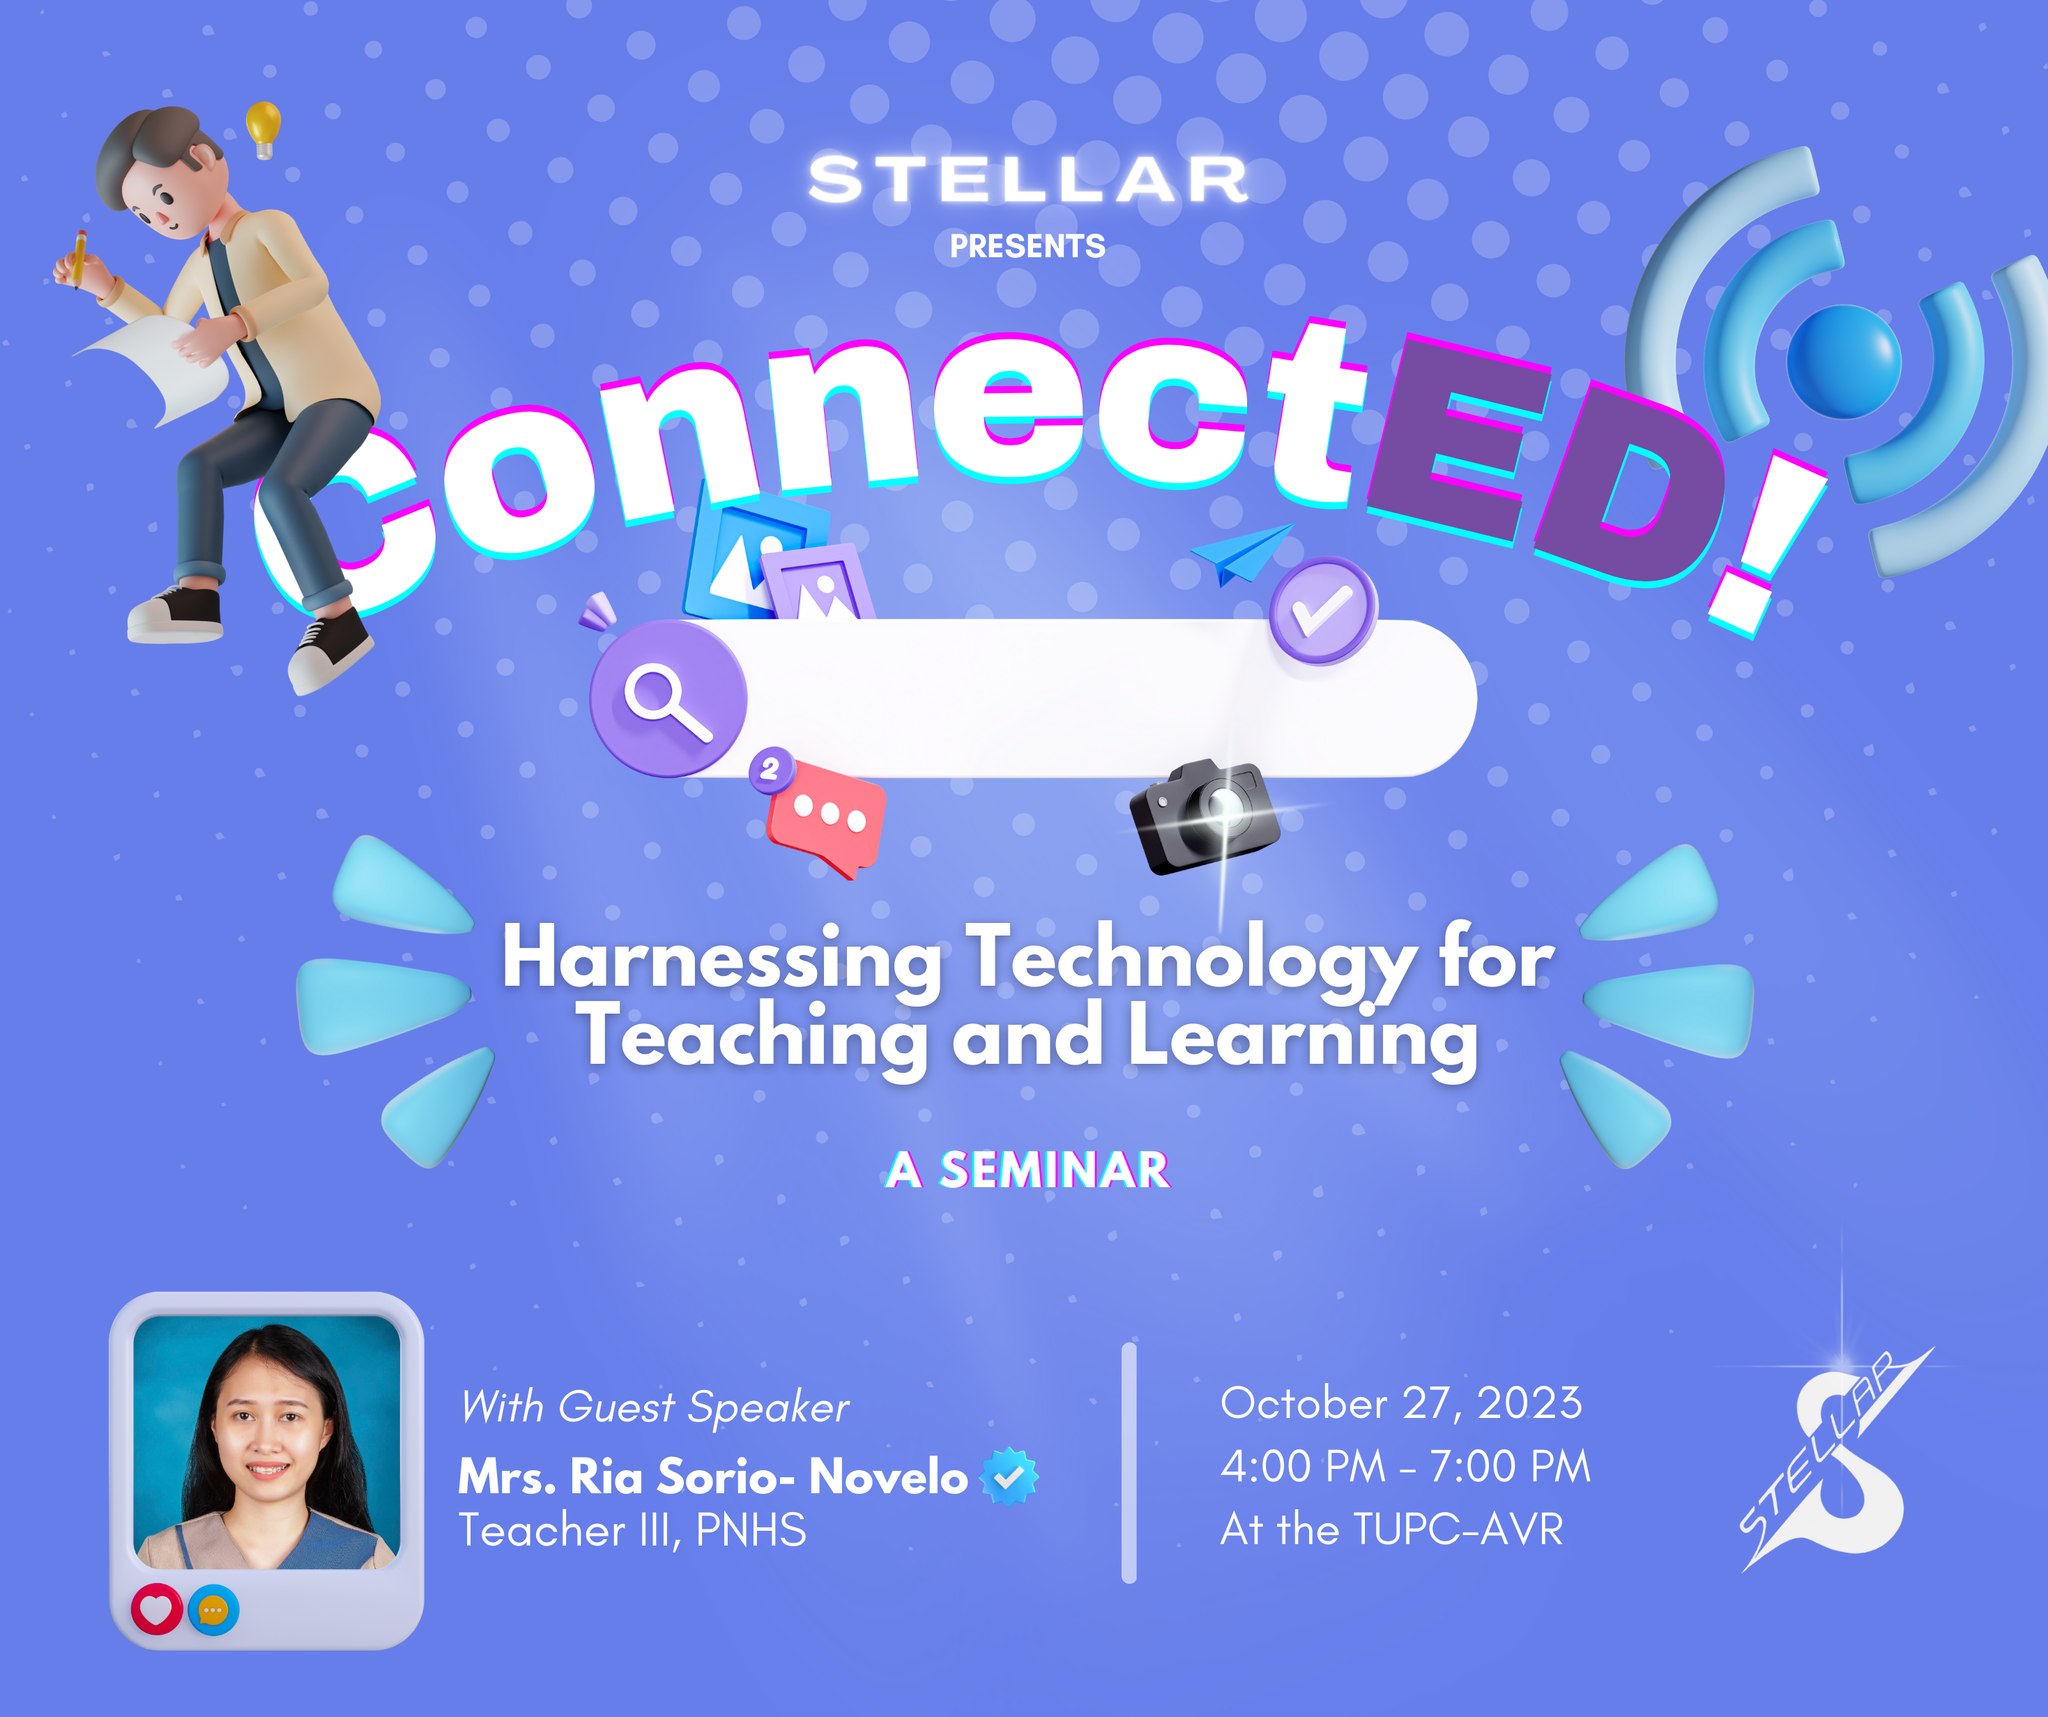 STELLAR
PRESENTS
ConnectED!
2
Harnessing Technology for
Teaching and Learning
A SEMINAR
With Guest Speaker
Mrs. Ria Sorio- Novelo
Teacher III, PNHS
October 27, 2023
4:00 PM - 7:00 PM
At the TUPC-AVR
STELLAR
S